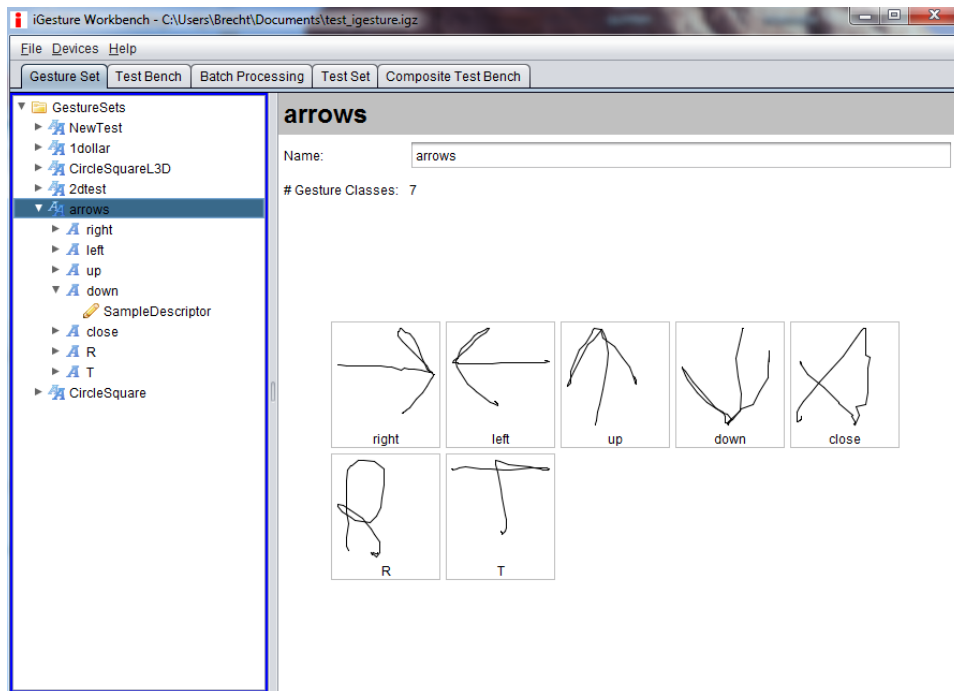 iGesture Workbench - C:\Users\Brecht\Documents\test_igesture.igz
File Devices Help
Gesture Set Test Bench Batch Processing Test Set Composite Test Bench
GestureSets
NewTest
1dollar
CircleSquareL3D
2dtest
arrows
right
left
up
down
SampleDescriptor
close
R
T
CircleSquare
arrows
Name: arrows
# Gesture Classes: 7
right left up down close
R T